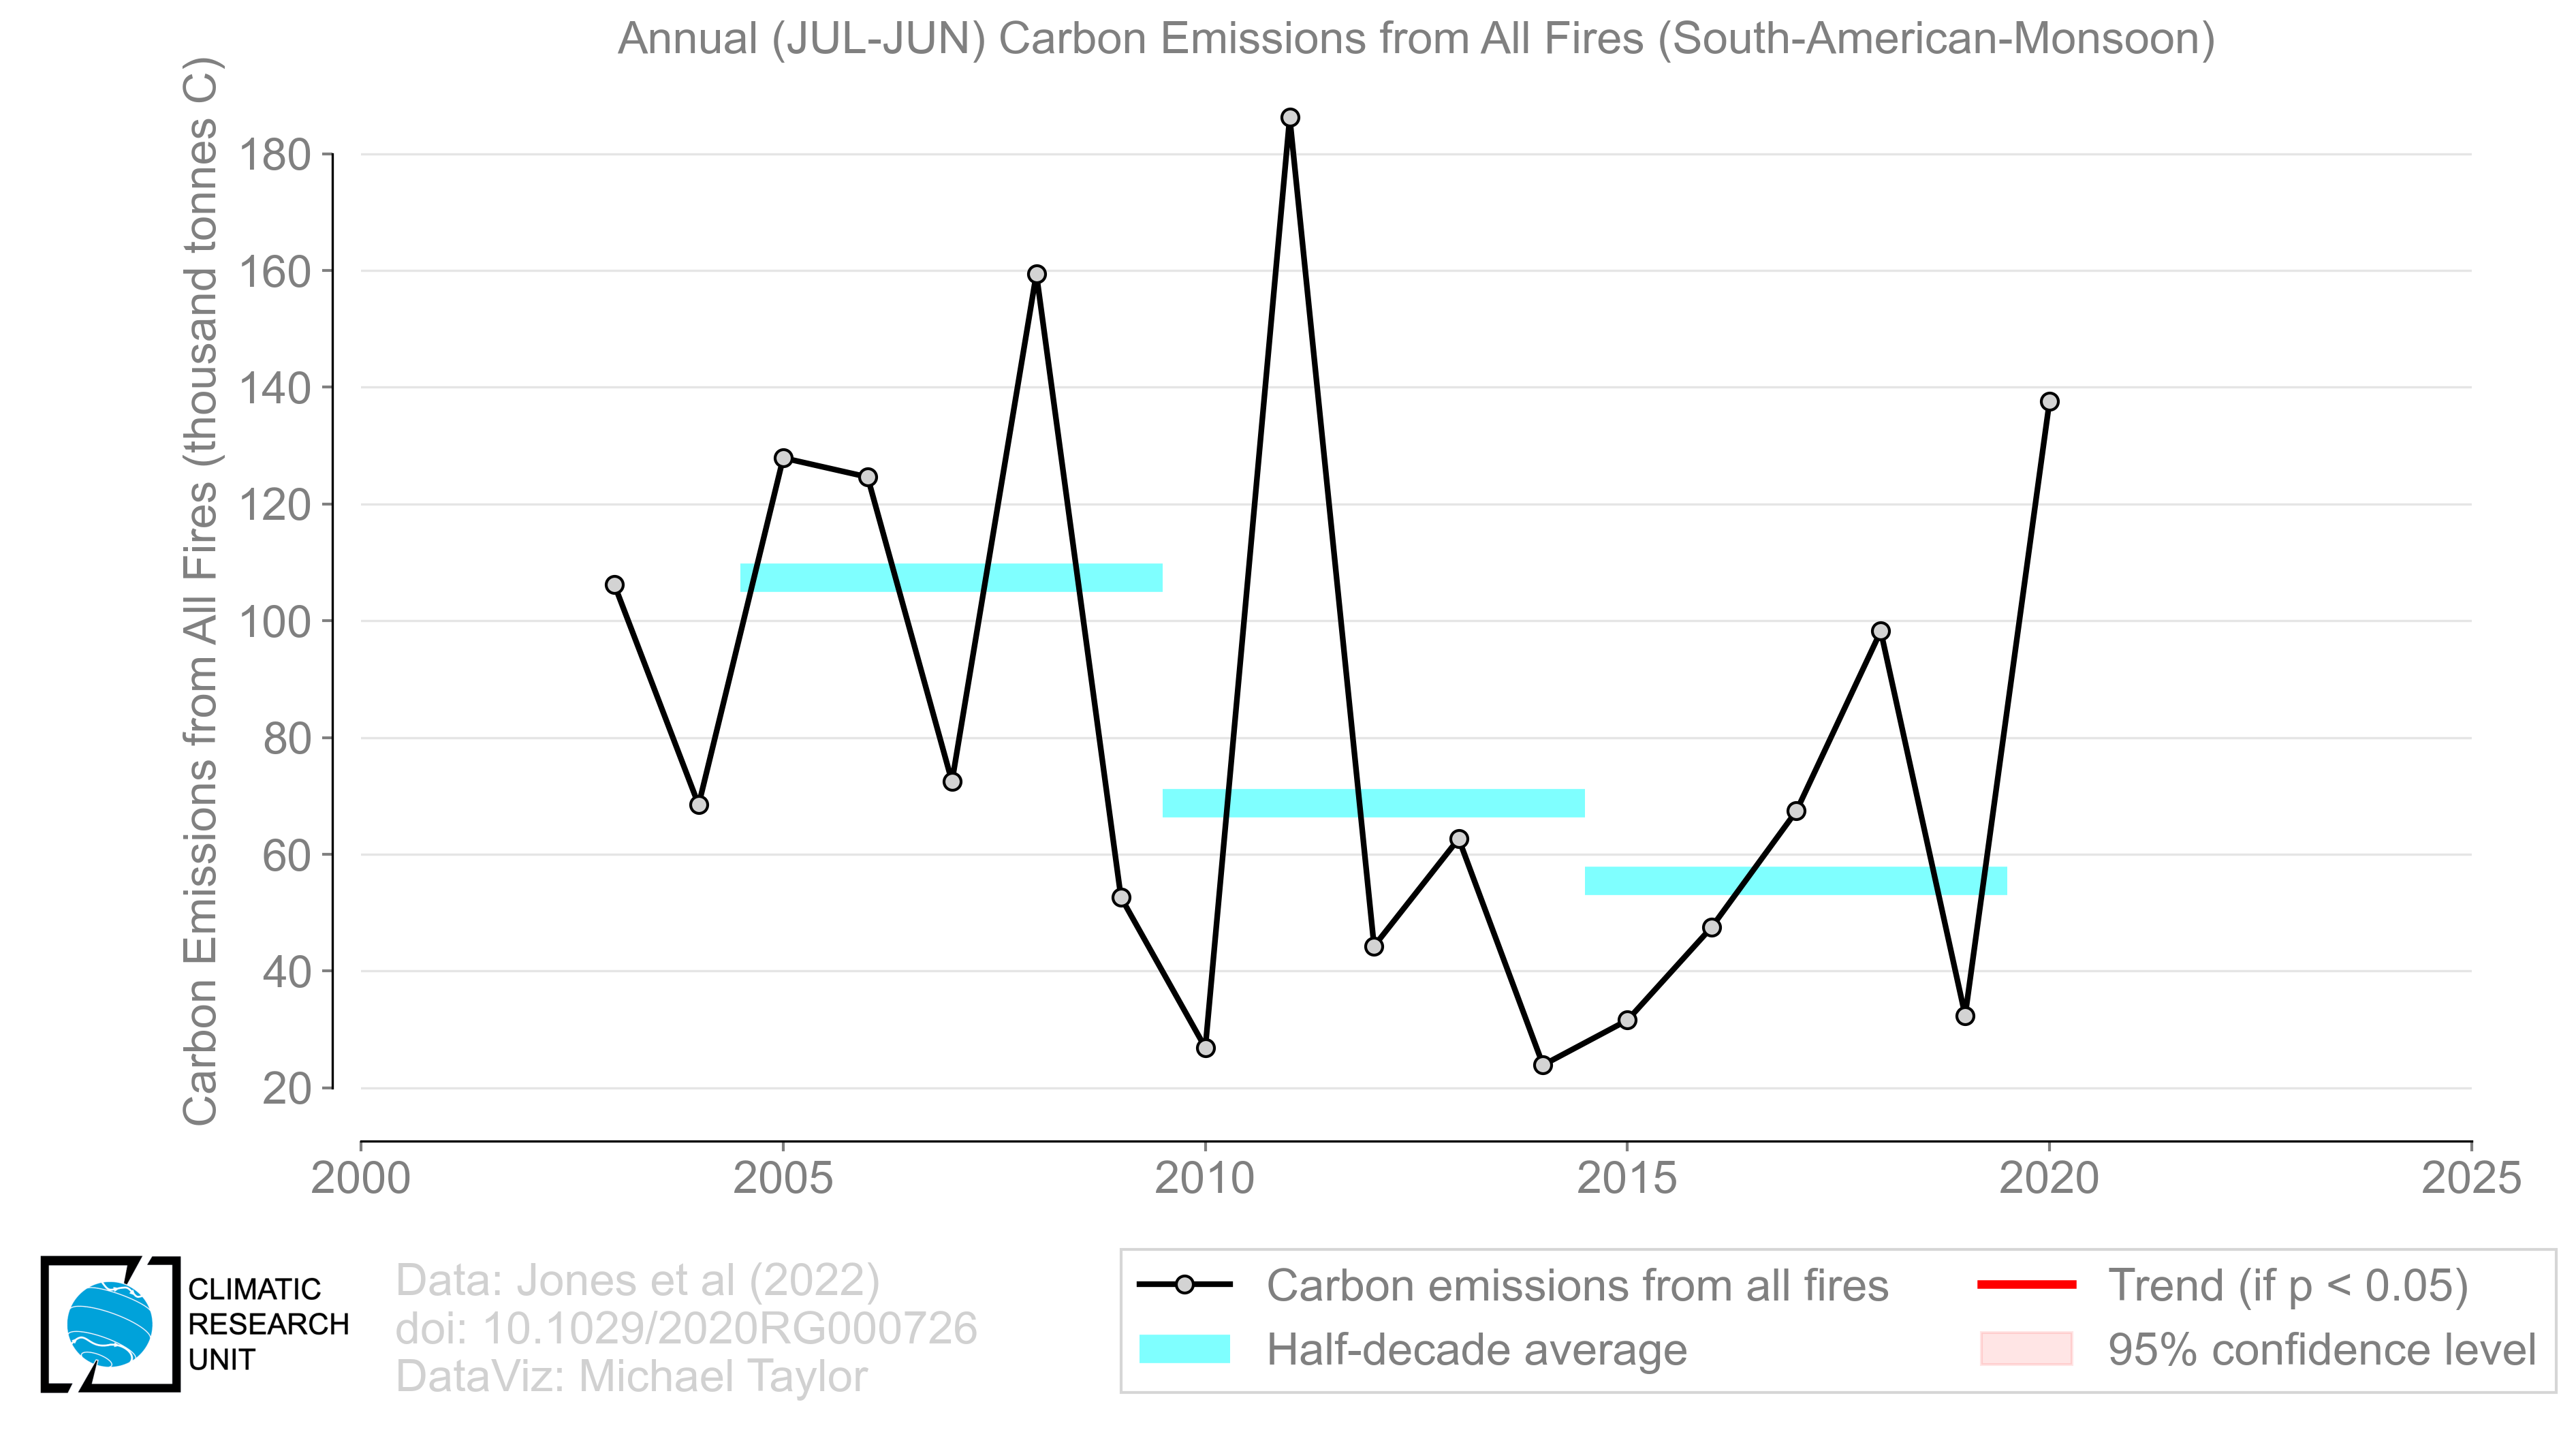 Annual (JUL-JUN) Carbon Emissions from All Fires (South-American-Monsoon)
Carbon Emissions from All Fires (thousand tonnes C)
180
160
140
120
100
80
60
40
20
2000 2005 2010 2015 2020 2025
CLIMATIC
RESEARCH
UNIT
Data: Jones et al (2022)
doi: 10.1029/2020RG000726
DataViz: Michael Taylor
Carbon emissions from all fires
Half-decade average
Trend (if p < 0.05)
95% confidence level